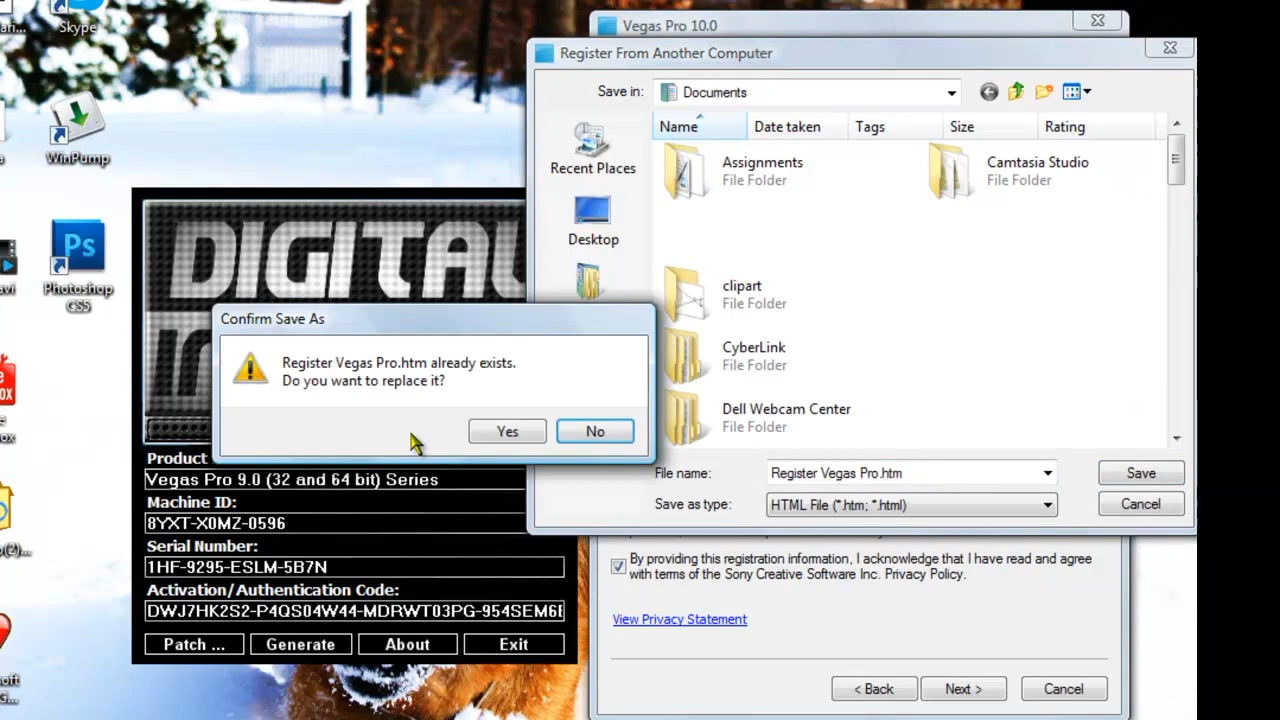 Skype
WinPump
Photoshop
CS5
Vegas Pro 10.0
Register From Another Computer
Save in:
Documents
Name
Date taken
Tags
Size
Rating
Recent Places
Desktop
Assignments
File Folder
Camtasia Studio
File Folder
clipart
File Folder
CyberLink
File Folder
Dell Webcam Center
File Folder
File name:
Register Vegas Pro.htm
Save
Save as type:
HTML File (*.htm; *.html)
Cancel
DIGITAL
Confirm Save As
Register Vegas Pro.htm already exists.
Do you want to replace it?
Yes
No
Product
Vegas Pro 9.0 (32 and 64 bit) Series
Machine ID:
8YXT-X0MZ-0596
Serial Number:
1HF-9295-ESLM-5B7N
Activation/Authentication Code:
DWJ7HK2S2-P4QS04W44-MDRWT03PG-954SEM6
Patch ...
Generate
About
Exit
By providing this registration information, I acknowledge that I have read and agree
with terms of the Sony Creative Software Inc. Privacy Policy.
View Privacy Statement
< Back
Next >
Cancel